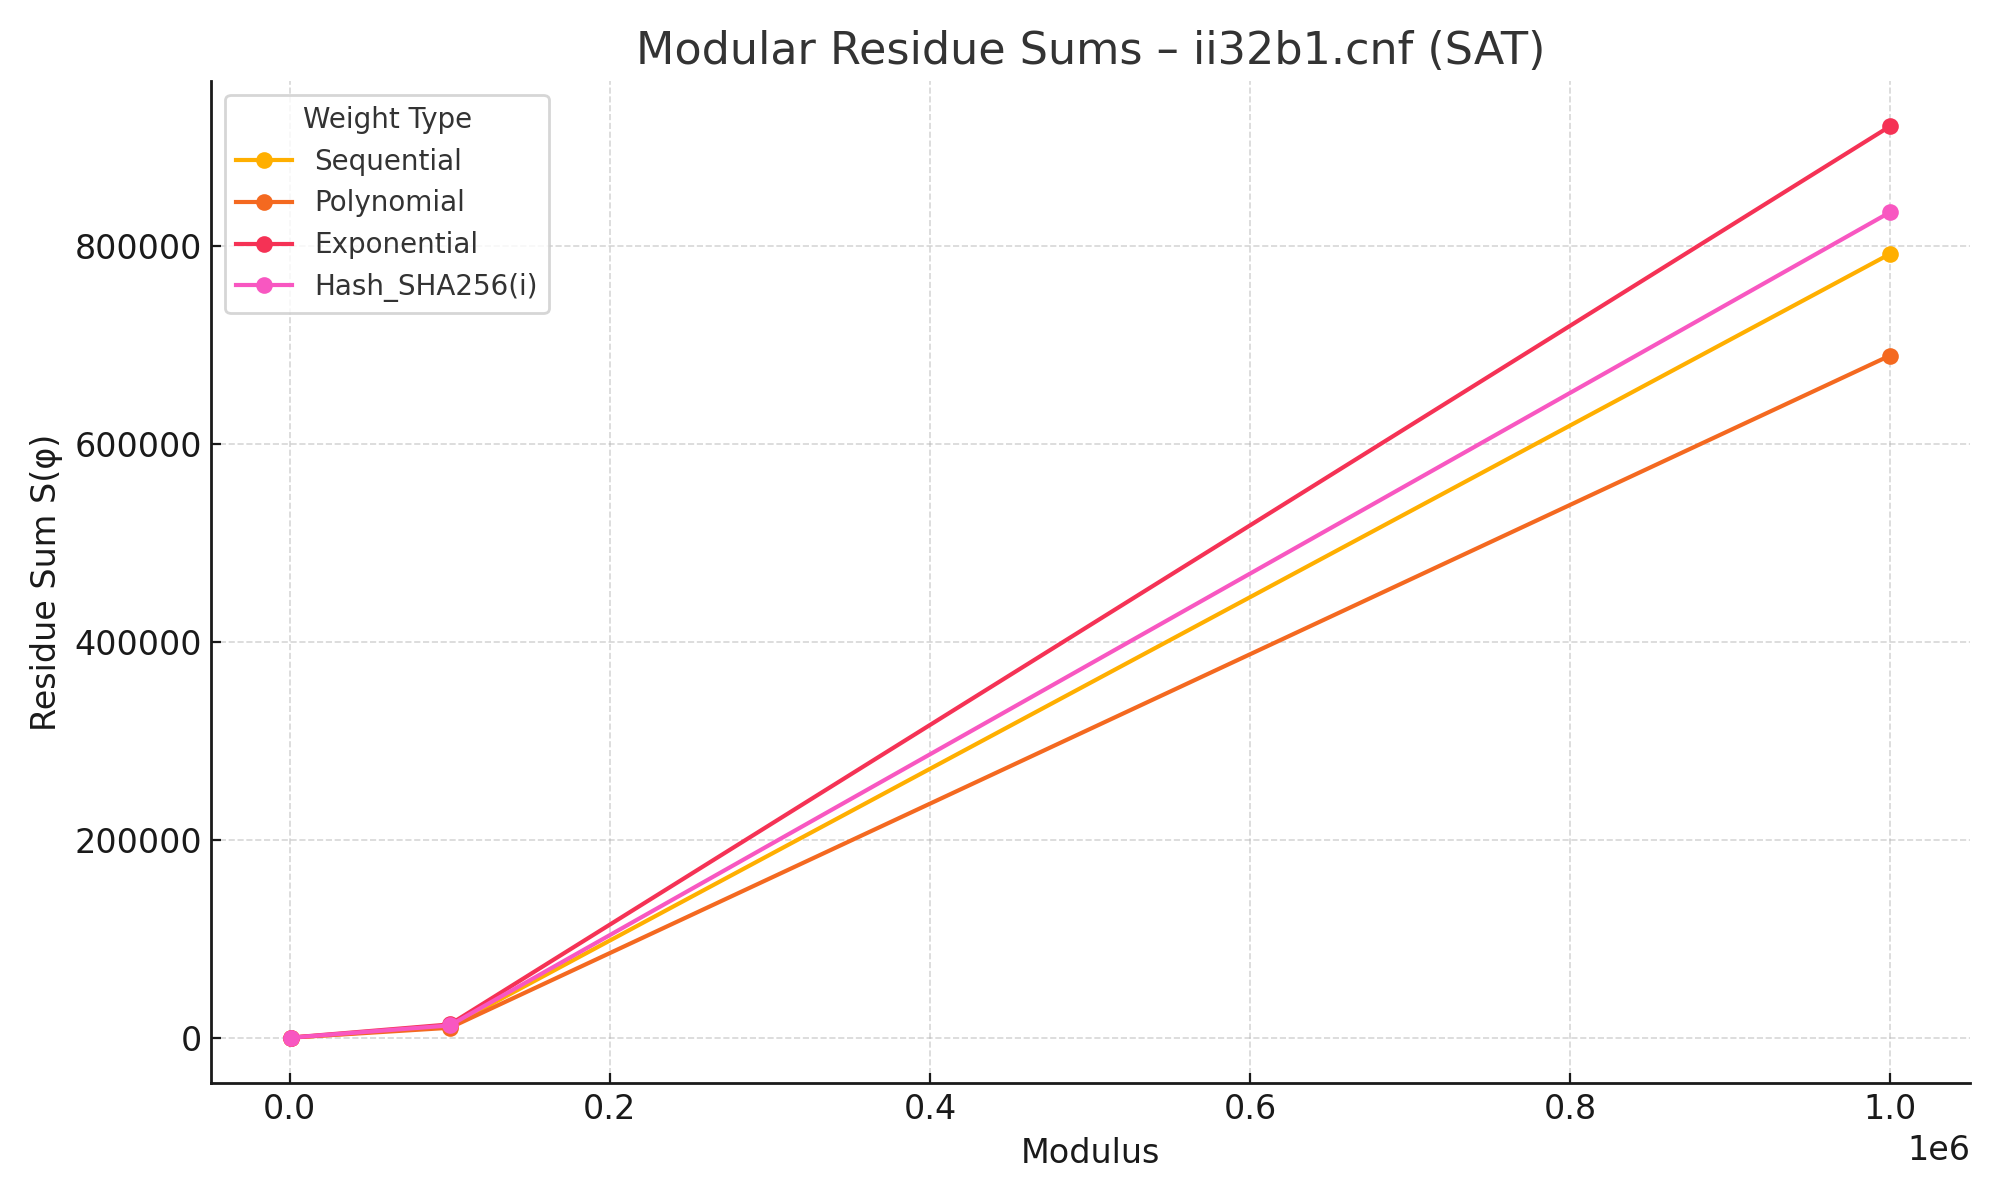 Modular Residue Sums – ii32b1.cnf (SAT)
Weight Type
Sequential
Polynomial
Exponential
Hash_SHA256(i)
Residue Sum S(φ)
800000
600000
400000
200000
0
0.0
0.2
0.4
0.6
0.8
1.0
1e6
Modulus